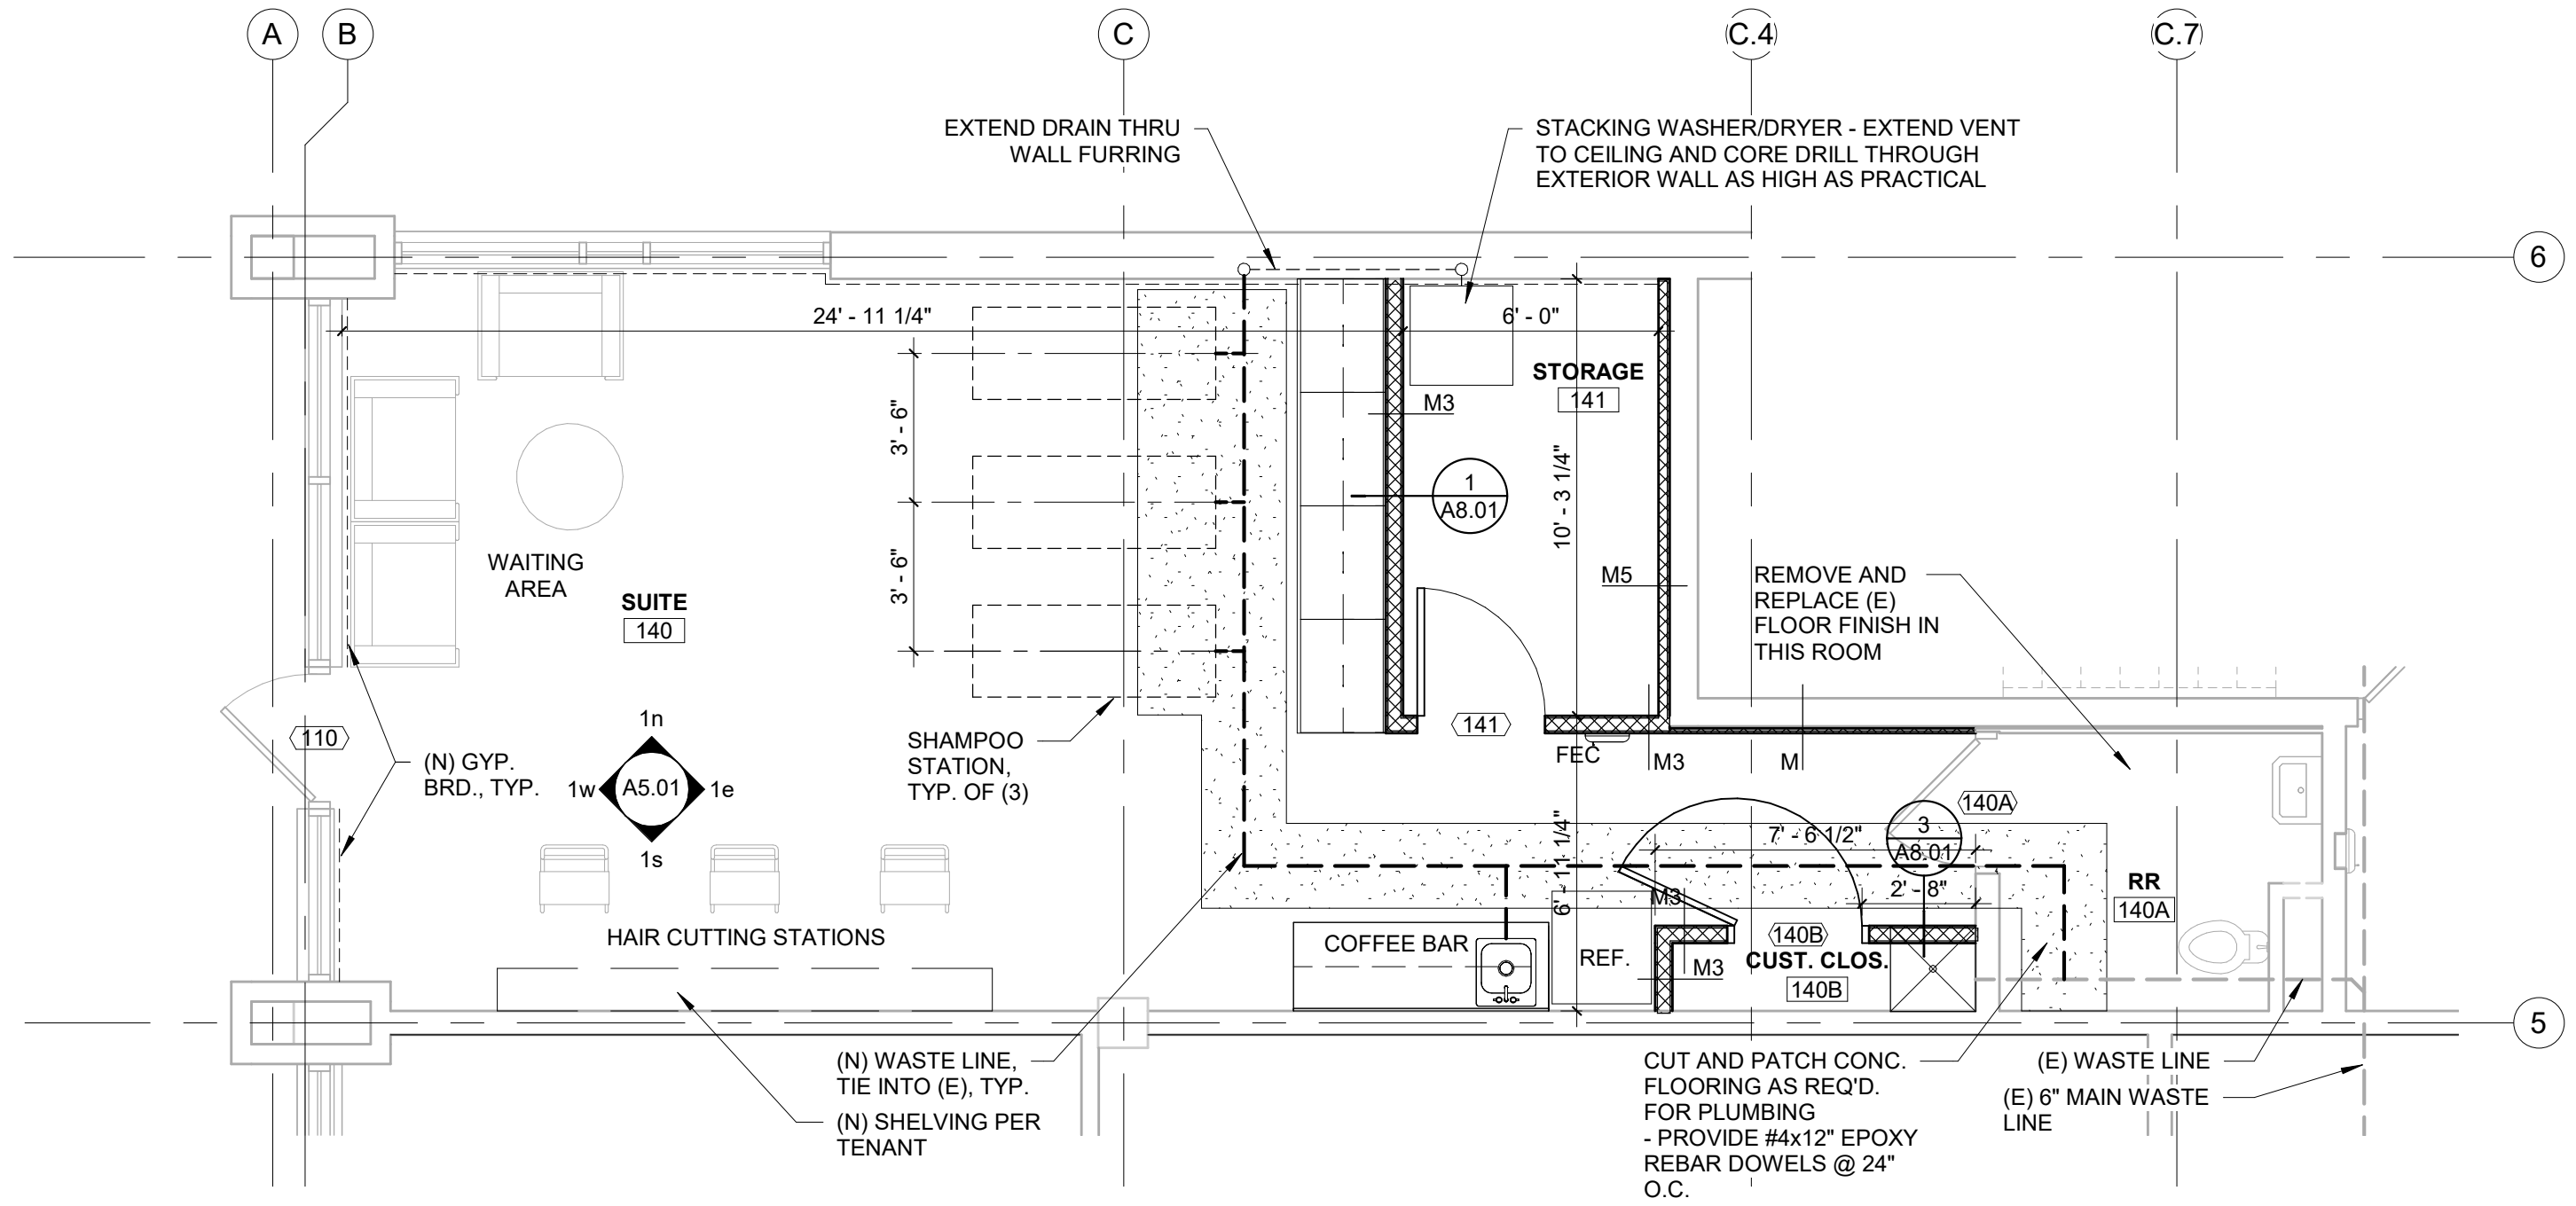 A
B
C
C.4
C.7
EXTEND DRAIN THRU
WALL FURRING
STACKING WASHER/DRYER - EXTEND VENT
TO CEILING AND CORE DRILL THROUGH
EXTERIOR WALL AS HIGH AS PRACTICAL
6
24' - 11 1/4"
6' - 0"
STORAGE
141
M3
3' - 6"
1
A8.01
10' - 3 1/4"
3' - 6"
WAITING
AREA
SUITE
140
M5
REMOVE AND
REPLACE (E)
FLOOR FINISH IN
THIS ROOM
110
1n
1w
A5.01
1e
1s
(N) GYP.
BRD., TYP.
SHAMPOO
STATION,
TYP. OF (3)
141
FEC
M3
M
140A
7' - 6 1/2"
3
A8.01
6' - 11 1/4"
M3
2' - 8"
RR
140A
HAIR CUTTING STATIONS
COFFEE BAR
REF.
140B
M3
CUST. CLOS.
140B
5
(N) WASTE LINE,
TIE INTO (E), TYP.
(N) SHELVING PER
TENANT
CUT AND PATCH CONC.
FLOORING AS REQ'D.
FOR PLUMBING
- PROVIDE #4x12" EPOXY
REBAR DOWELS @ 24"
O.C.
(E) WASTE LINE
(E) 6" MAIN WASTE
LINE